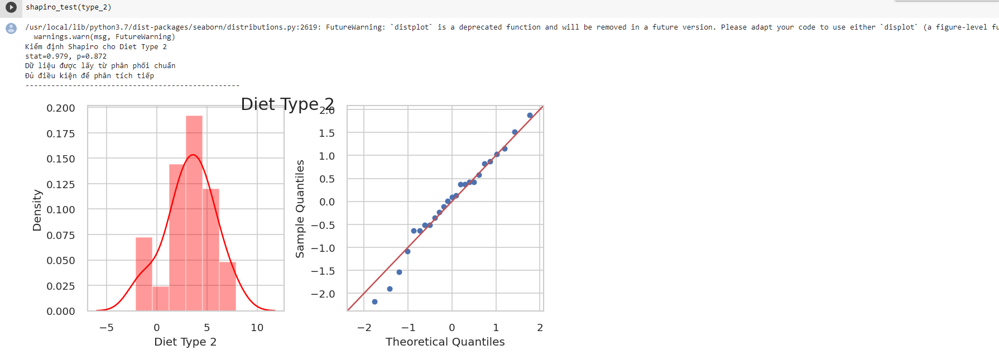 shapiro_test(type_2)
/usr/local/lib/python3.7/dist-packages/seaborn/distributions.py:2619: FutureWarning: `distplot` is a deprecated function and will be removed in a future version. Please adapt your code to use either `displot` (a figure-level fu
warnings.warn(msg, FutureWarning)
Kiểm định Shapiro cho Diet Type 2
stat=0.979, p=0.872
Dữ liệu được lấy từ phân phối chuẩn
Đủ điều kiện để phân tích tiếp
--------------------------------------------------
Diet Type 2
0.200
0.175
0.150
0.125
0.100
0.075
0.050
0.025
0.000
Density
−5 0 5 10
Diet Type 2
2.0
1.5
1.0
0.5
0.0
−0.5
−1.0
−1.5
−2.0
Sample Quantiles
−2 −1 0 1 2
Theoretical Quantiles